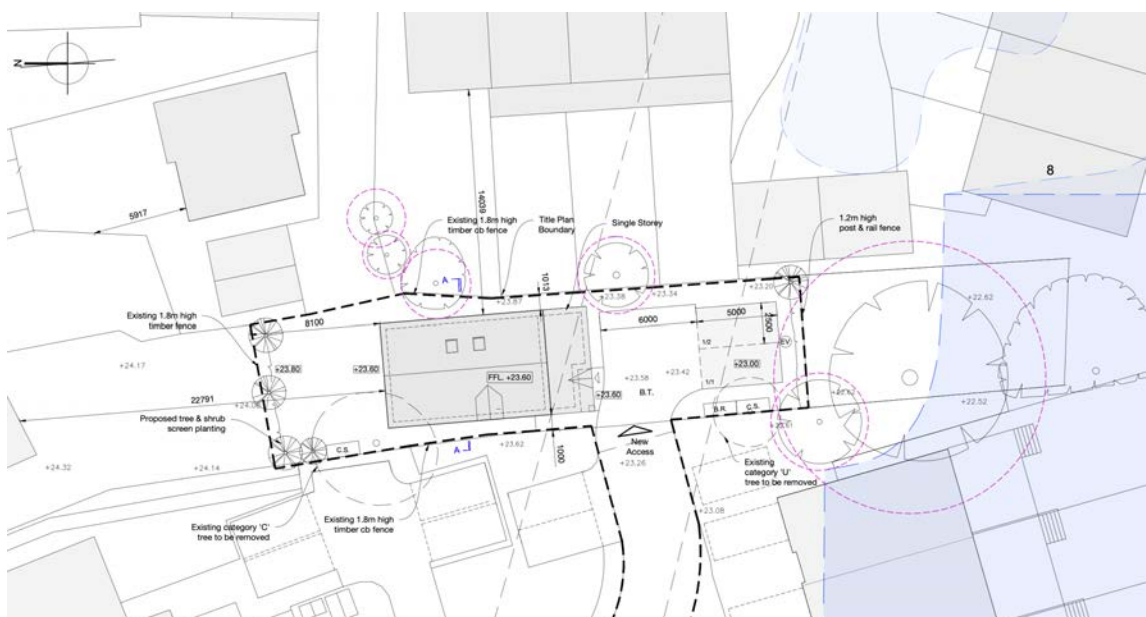 N
5917
14039
8
Existing 1.8m high
timber cb fence
Title Plan
Boundary
Single Storey
1.2m high
post & rail fence
A
1013
+23.87
+23.38
+23.34
+23.20
+22.62
Existing 1.8m high
timber fence
8100
6000
5000
2500
+24.17
1/2
EV
+23.80
+23.60
FFL. +23.60
+23.58
+23.42
+23.00
22791
1/1
B.T.
+23.60
+22.52
Proposed tree & shrub
screen planting
B.R.
C.S.
+23.62
C.S.
A
1000
New
Access
+24.32
+24.14
+23.26
Existing
category 'U'
tree to be removed
Existing category 'C'
tree to be removed
Existing 1.8m high
timber cb fence
+23.08